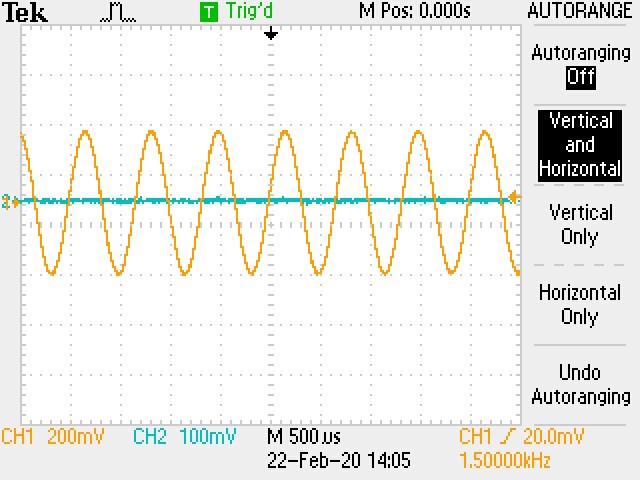 Tek T Trig'd M Pos: 0.000s AUTORANGE
Autoranging
Off
Vertical
and
Horizontal
Vertical
Only
Horizontal
Only
Undo
Autoranging
CH1 200mV CH2 100mV M 500µs CH1 20.0mV
22-Feb-20 14:05 1.50000kHz